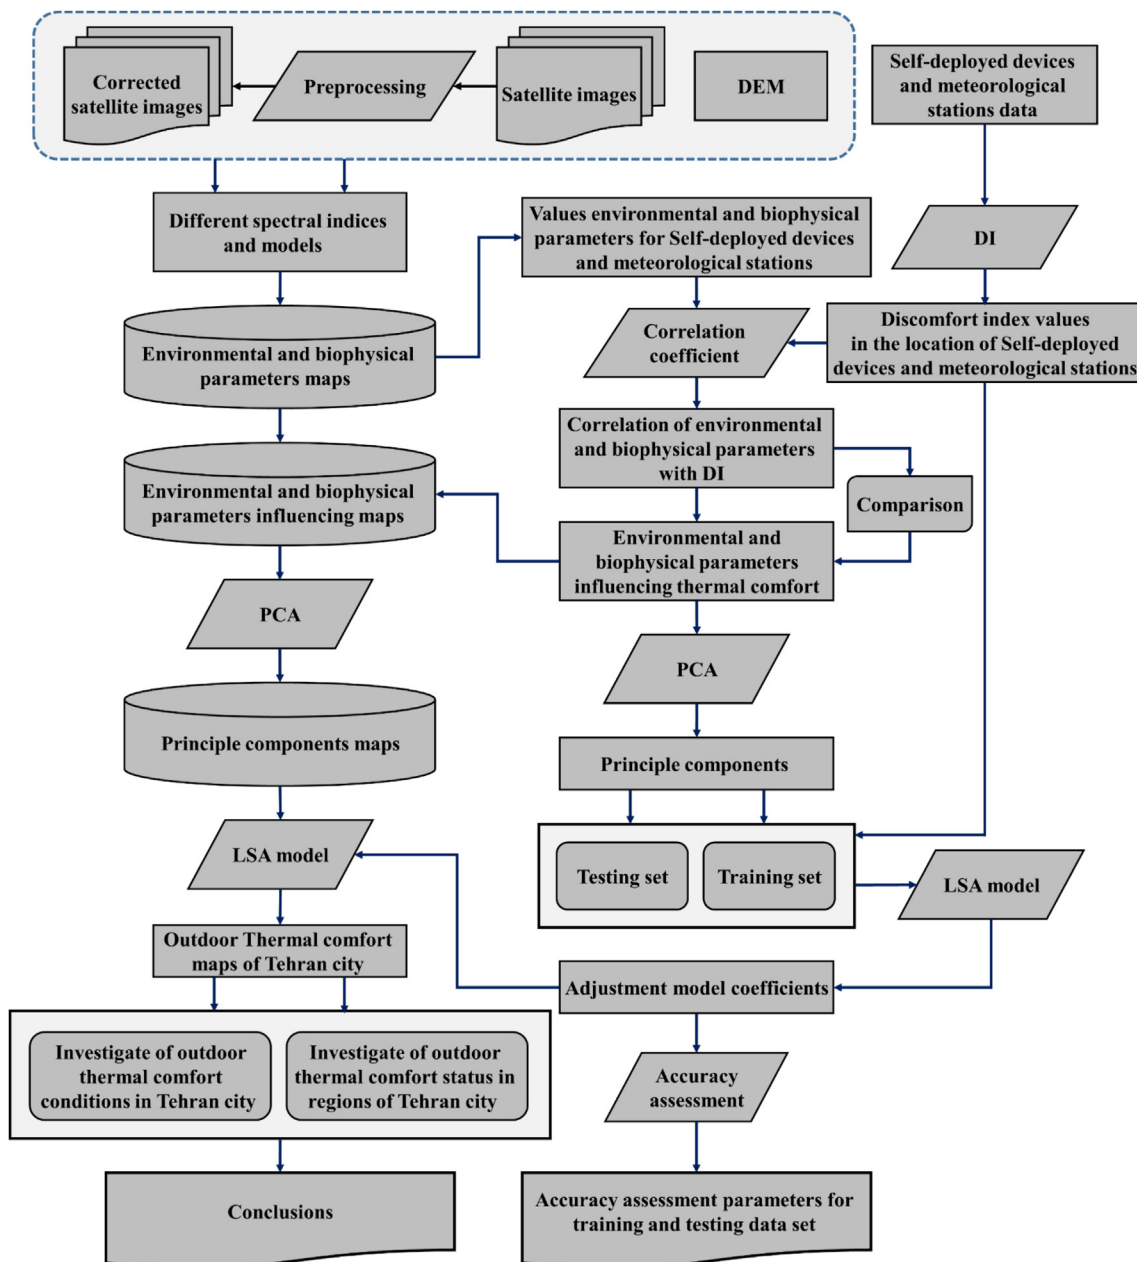 Corrected
satellite images
Preprocessing
Satellite images
DEM
Self-deployed devices
and meteorological
stations data
Different spectral indices
and models
Values environmental and biophysical
parameters for Self-deployed devices
and meteorological stations
DI
Environmental and biophysical
parameters maps
Correlation
coefficient
Discomfort index values
in the location of Self-deployed
devices and meteorological stations
Correlation of environmental
and biophysical parameters
with DI
Comparison
Environmental and biophysical
parameters influencing maps
Environmental and
biophysical parameters
influencing thermal comfort
PCA
PCA
Principle components maps
Principle components
LSA model
Testing set
Training set
LSA model
Outdoor Thermal comfort
maps of Tehran city
Adjustment model coefficients
Investigate of outdoor
thermal comfort
conditions in Tehran city
Investigate of outdoor
thermal comfort status in
regions of Tehran city
Accuracy
assessment
Conclusions
Accuracy assessment parameters for
training and testing data set